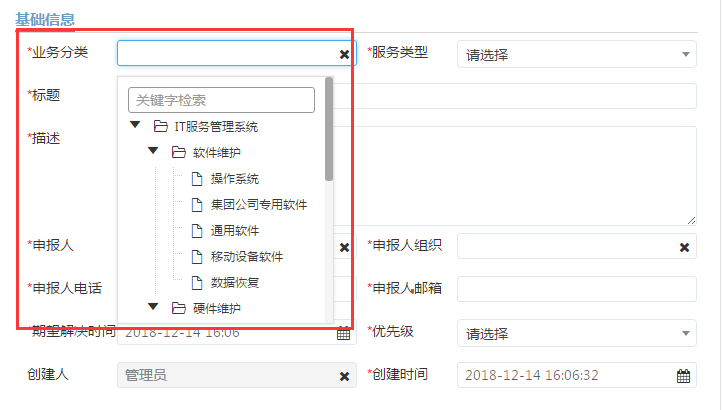 基础信息
*业务分类
*服务类型 请选择
*标题
*描述
关键字检索
IT服务管理系统
软件维护
操作系统
集团公司专用软件
通用软件
移动设备软件
数据恢复
硬件维护
*申报人 *申报人组织
*申报人电话 *申报人邮箱
*期望解决时间 2018-12-14 16:06 *优先级 请选择
创建人 管理员 *创建时间 2018-12-14 16:06:32